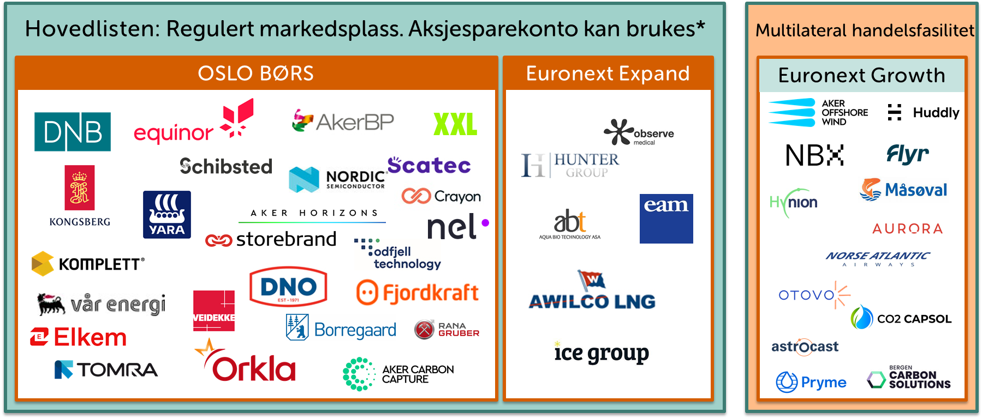 Hovedlisten: Regulert markedsplass. Aksjesparekonto kan brukes*
OSLO BØRS
DNB
equinor
AkerBP
XXL
Schibsted
NORDIC®
SEMICONDUCTOR
Scatec
KONGSBERG
YARA
Crayon
AKER HORIZONS
nel
storebrand
odfjell
technology
KOMPLETT®
DNO
EST - 1971
Fjordkraft
vår energi
VEIDEKKE
Borregaard
RANA
GRUBER
E
Elkem
TOMRA
Orkla
AKER CARBON
CAPTURE
Euronext Expand
observe
medical
H
HUNTER
GROUP
abt
AQUA BIO TECHNOLOGY ASA
eam
W
AWILCO LNG
ice group
Multilateral handelsfasilitet
Euronext Growth
AKER
OFFSHORE
WIND
Huddly
NBX
Flyr
Hynion
Måsøval
AURORA
NORSE ATLANTIC
AIRWAYS
OTOVO
CO2 CAPSOL
astrocast
Pryme
BERGEN
CARBON
SOLUTIONS